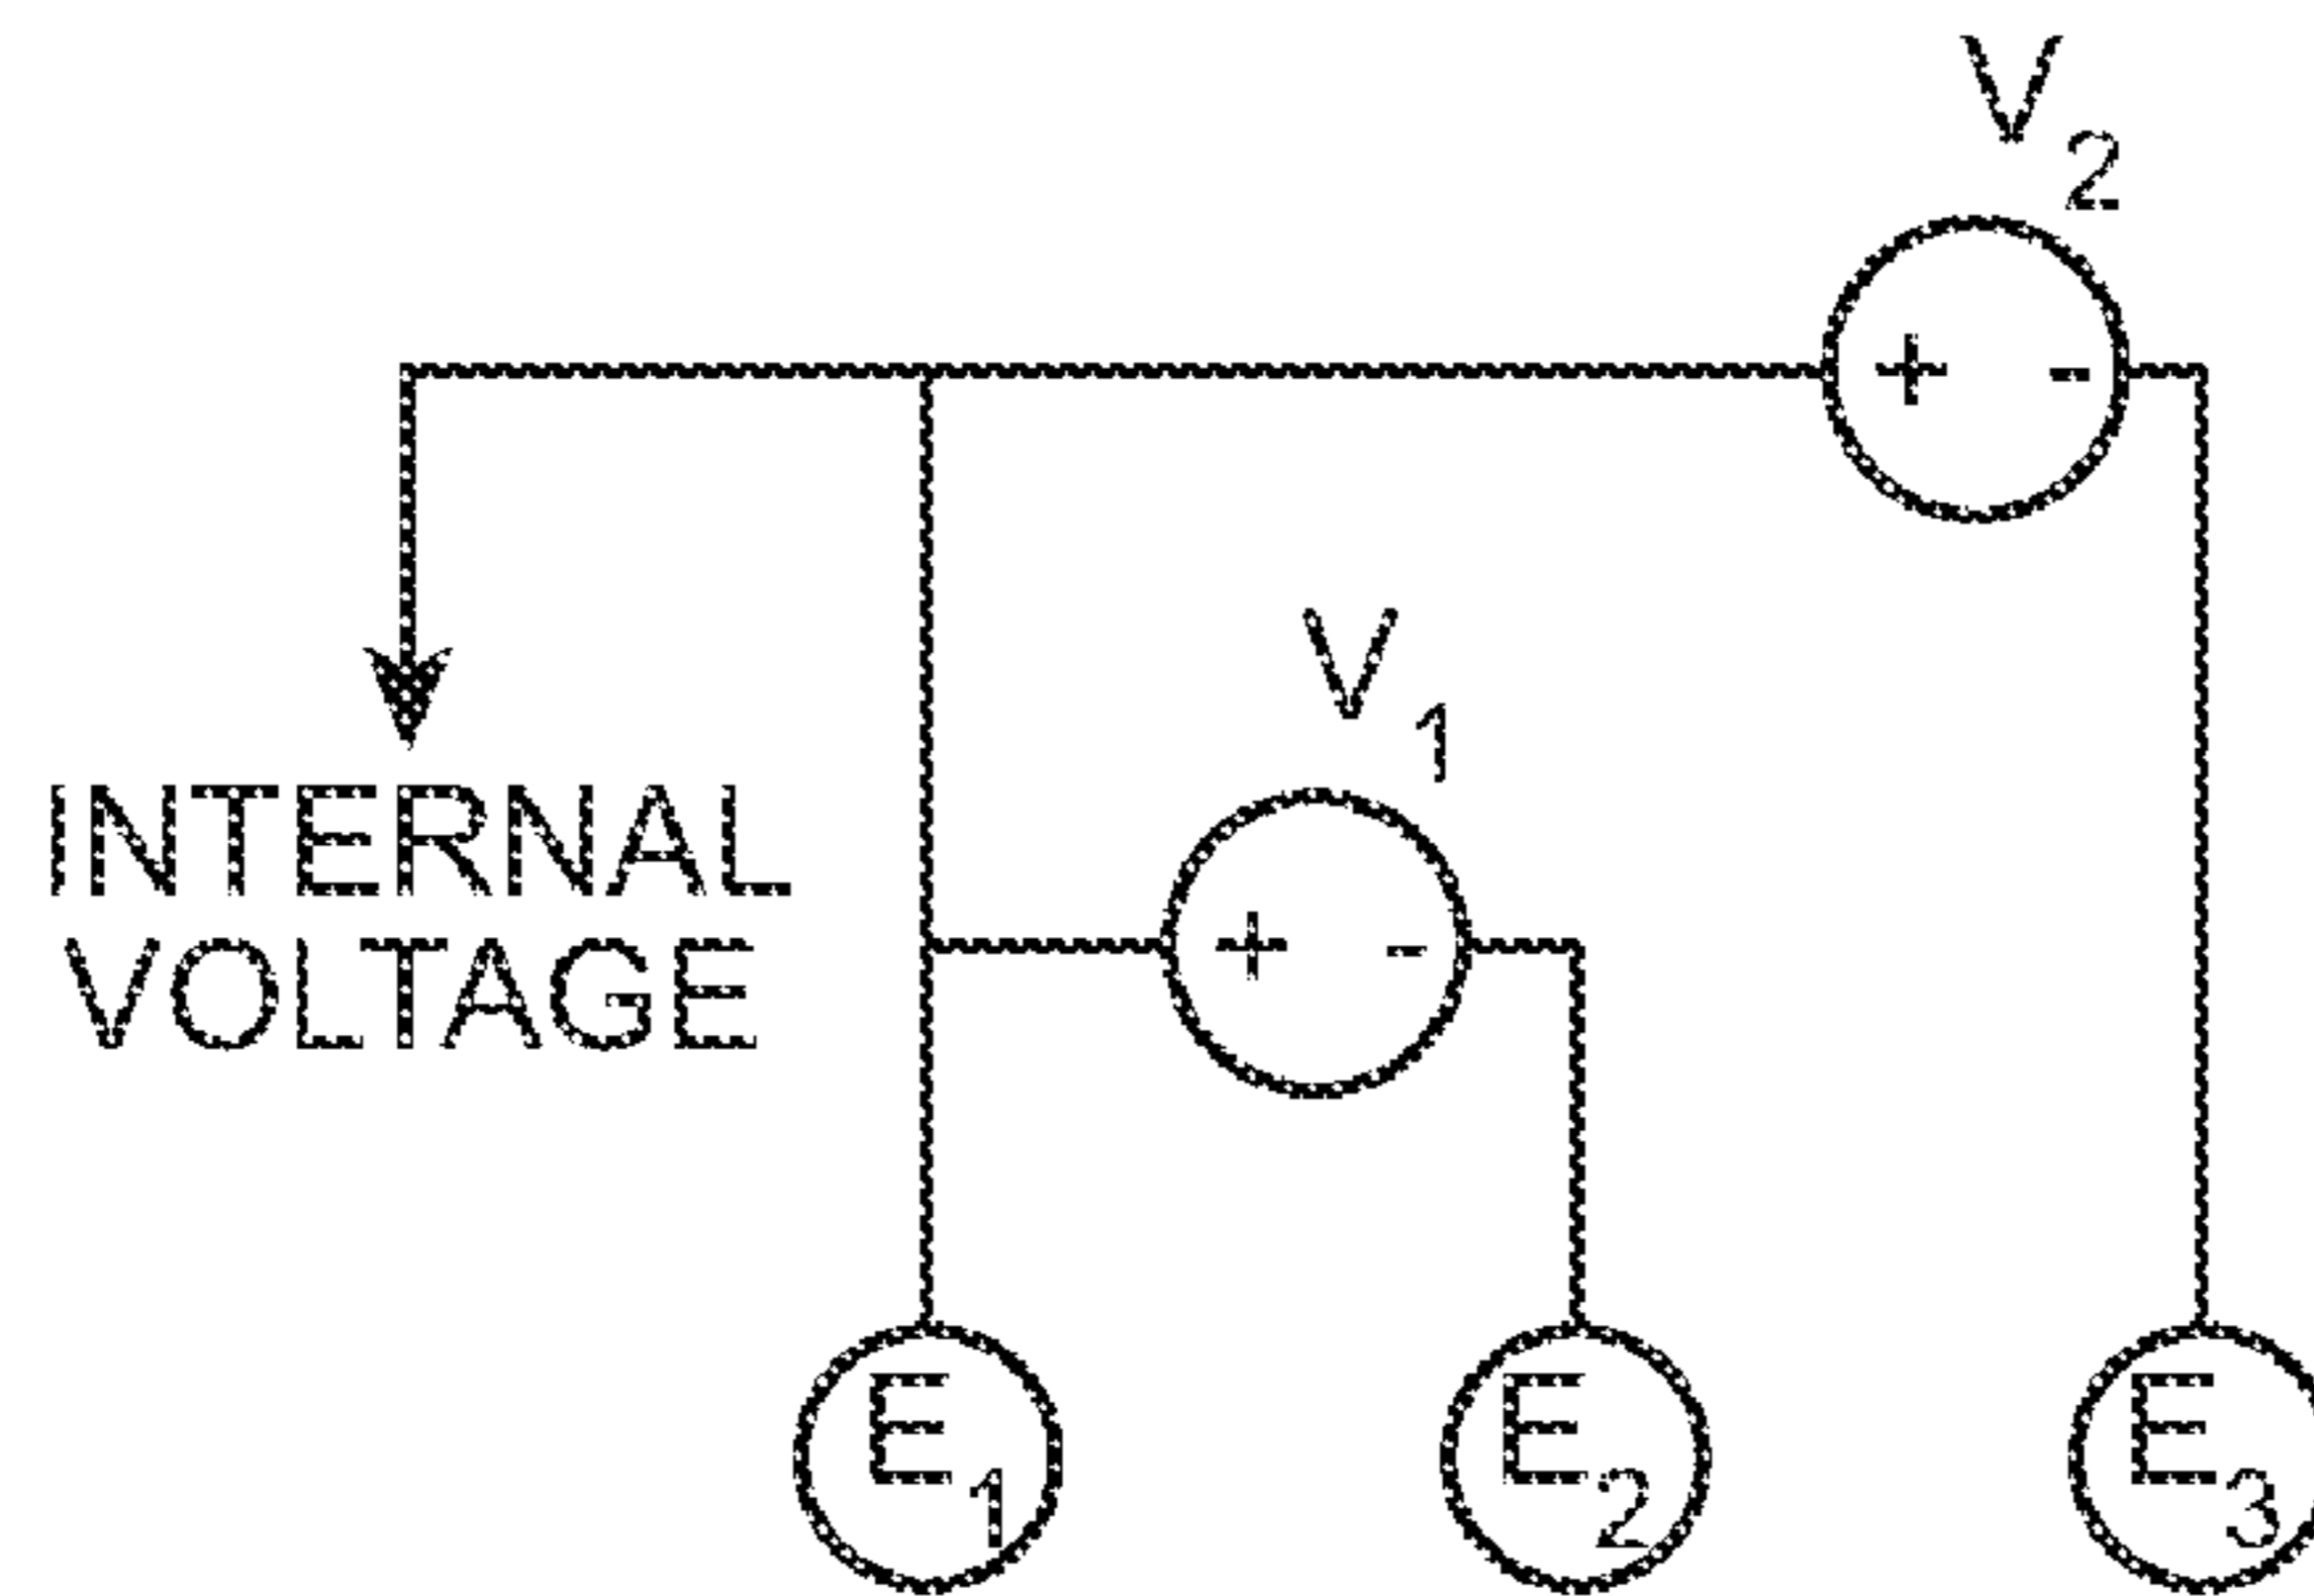 V2
+ -
V1
+ -
INTERNAL
VOLTAGE
E1 E2 E3